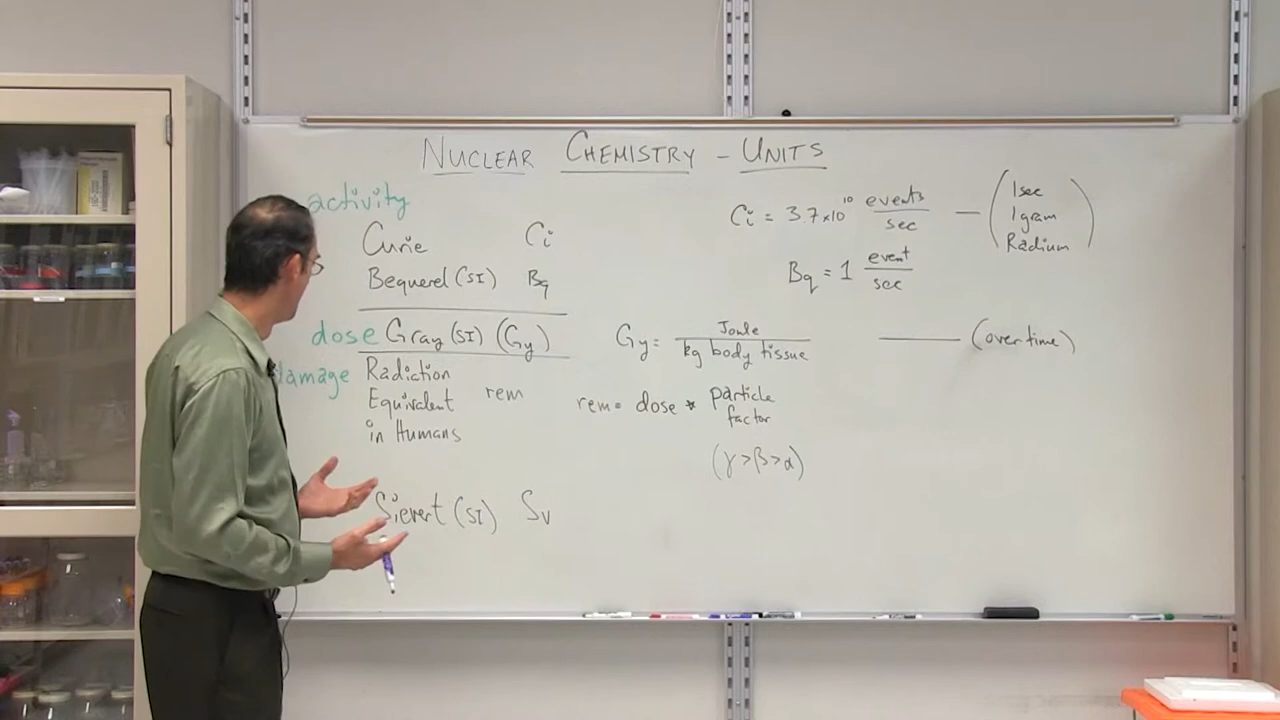 NUCLEAR CHEMISTRY - UNITS
activity
Curie Ci
Bequerel (SI) Bq
Ci = 3.7x10^10 events/sec — (1sec 1gram Radium)
Bq = 1 event/sec
dose Gray (SI) (Gy)
Gy = Joule/kg body tissue — (over time)
damage Radiction
Equivalent rem
in Humans
rem = dose * particle factor
(γ>β>α)
Sievert (SI) Sv